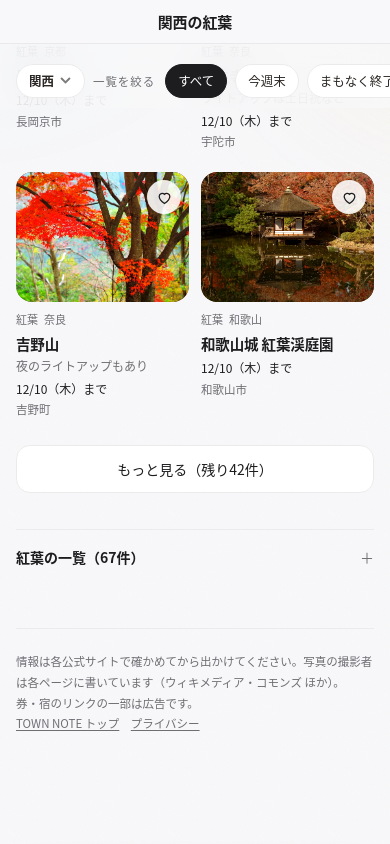 関西の紅葉
紅葉 京都
紅葉 奈良
関西
一覧を絞る
すべて
今週末
まもなく終了
12/10（木）まで
長岡京市
12/10（木）まで
宇陀市
紅葉 奈良
吉野山
夜のライトアップもあり
12/10（木）まで
吉野町
紅葉 和歌山
和歌山城 紅葉渓庭園
12/10（木）まで
和歌山市
もっと見る（残り42件）
紅葉の一覧（67件）
情報は各公式サイトで確かめてから出かけてください。写真の撮影者
は各ページに書いています（ウィキメディア・コモンズ ほか）。
券・宿のリンクの一部は広告です。
TOWN NOTE トップ プライバシー